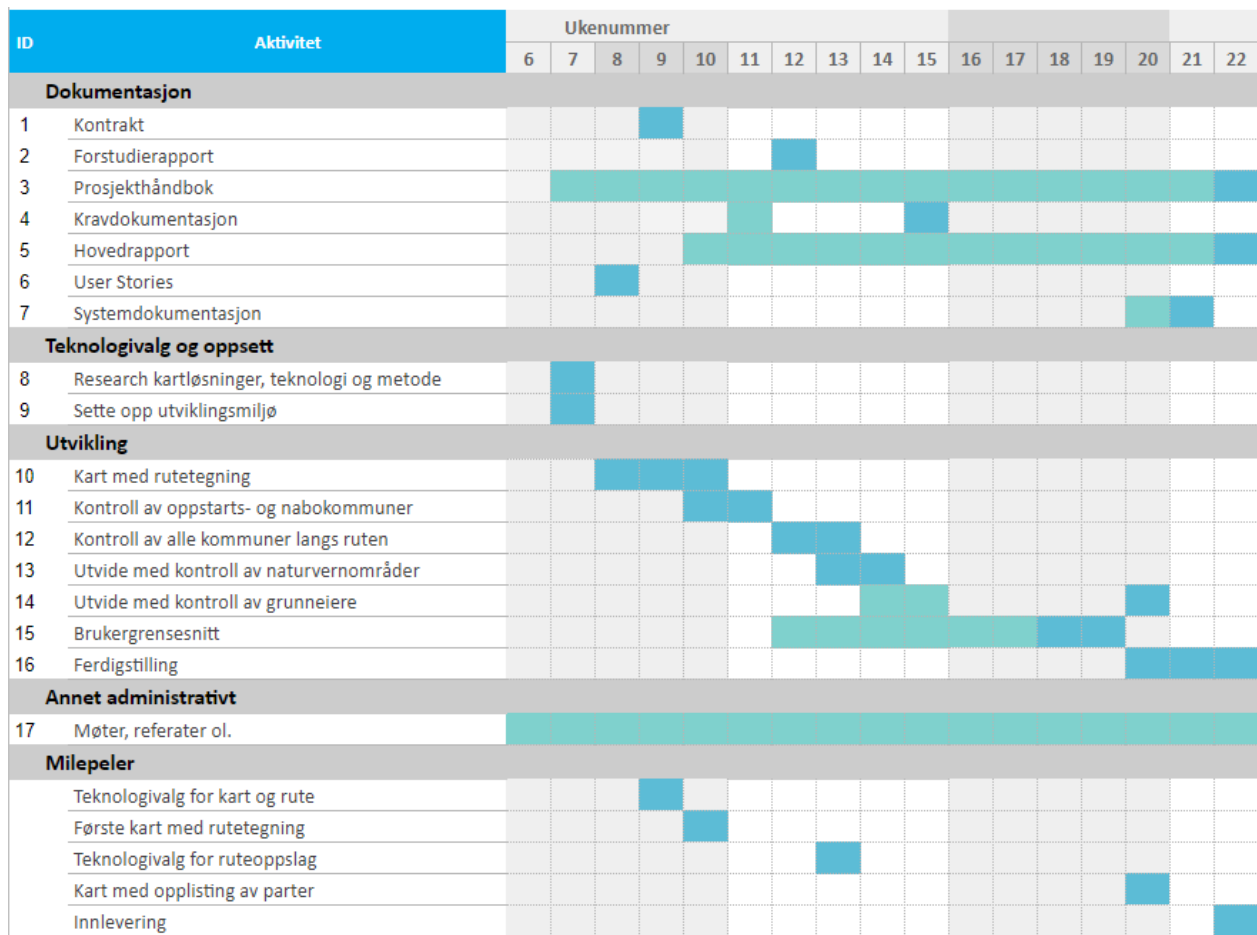 ID Aktivitet Ukenummer
6 7 8 9 10 11 12 13 14 15 16 17 18 19 20 21 22
Dokumentasjon
1 Kontrakt
2 Forstudierapport
3 Prosjekthåndbok
4 Kravdokumentasjon
5 Hovedrapport
6 User Stories
7 Systemdokumentasjon
Teknologivalg og oppsett
8 Research kartløsninger, teknologi og metode
9 Sette opp utviklingsmiljø
Utvikling
10 Kart med rutetegning
11 Kontroll av oppstarts- og nabokommuner
12 Kontroll av alle kommuner langs ruten
13 Utvide med kontroll av naturvernområder
14 Utvide med kontroll av grunneiere
15 Brukergrensesnitt
16 Ferdigstilling
Annet administrativt
17 Møter, referater ol.
Milepeler
Teknologivalg for kart og rute
Første kart med rutetegning
Teknologivalg for ruteoppslag
Kart med opplisting av parter
Innlevering